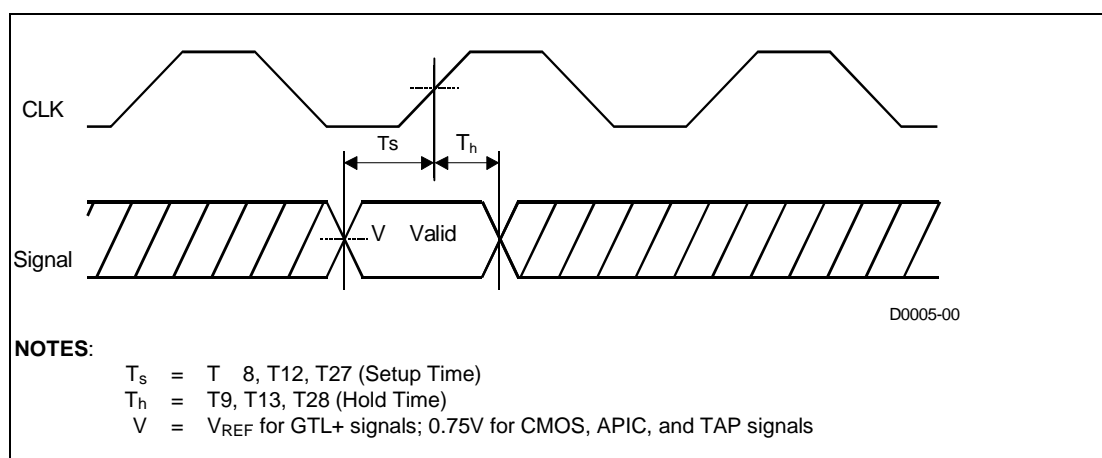 CLK
Ts Th
V Valid
Signal
D0005-00
NOTES:
Ts = T 8, T12, T27 (Setup Time)
Th = T9, T13, T28 (Hold Time)
V = VREF for GTL+ signals; 0.75V for CMOS, APIC, and TAP signals